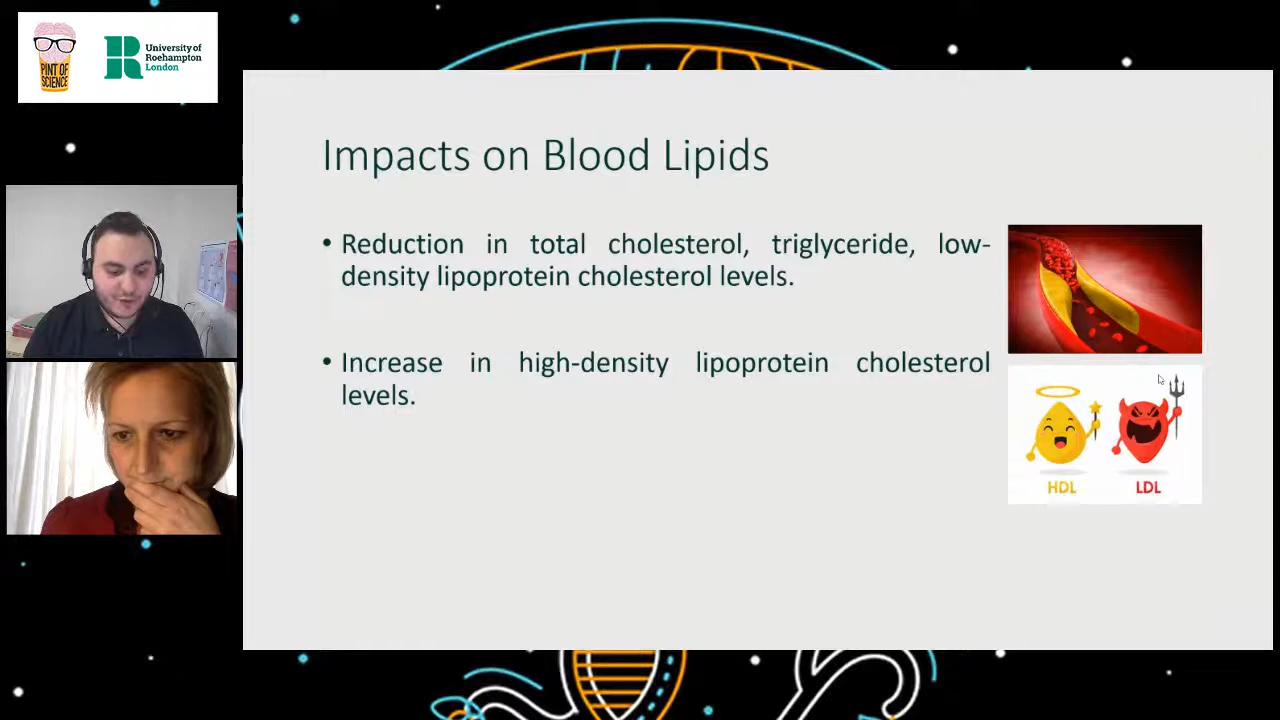 PINT OF
SCIENCE
University of
Roehampton
London
Impacts on Blood Lipids
• Reduction in total cholesterol, triglyceride, low-
density lipoprotein cholesterol levels.
• Increase in high-density lipoprotein cholesterol
levels.
HDL LDL